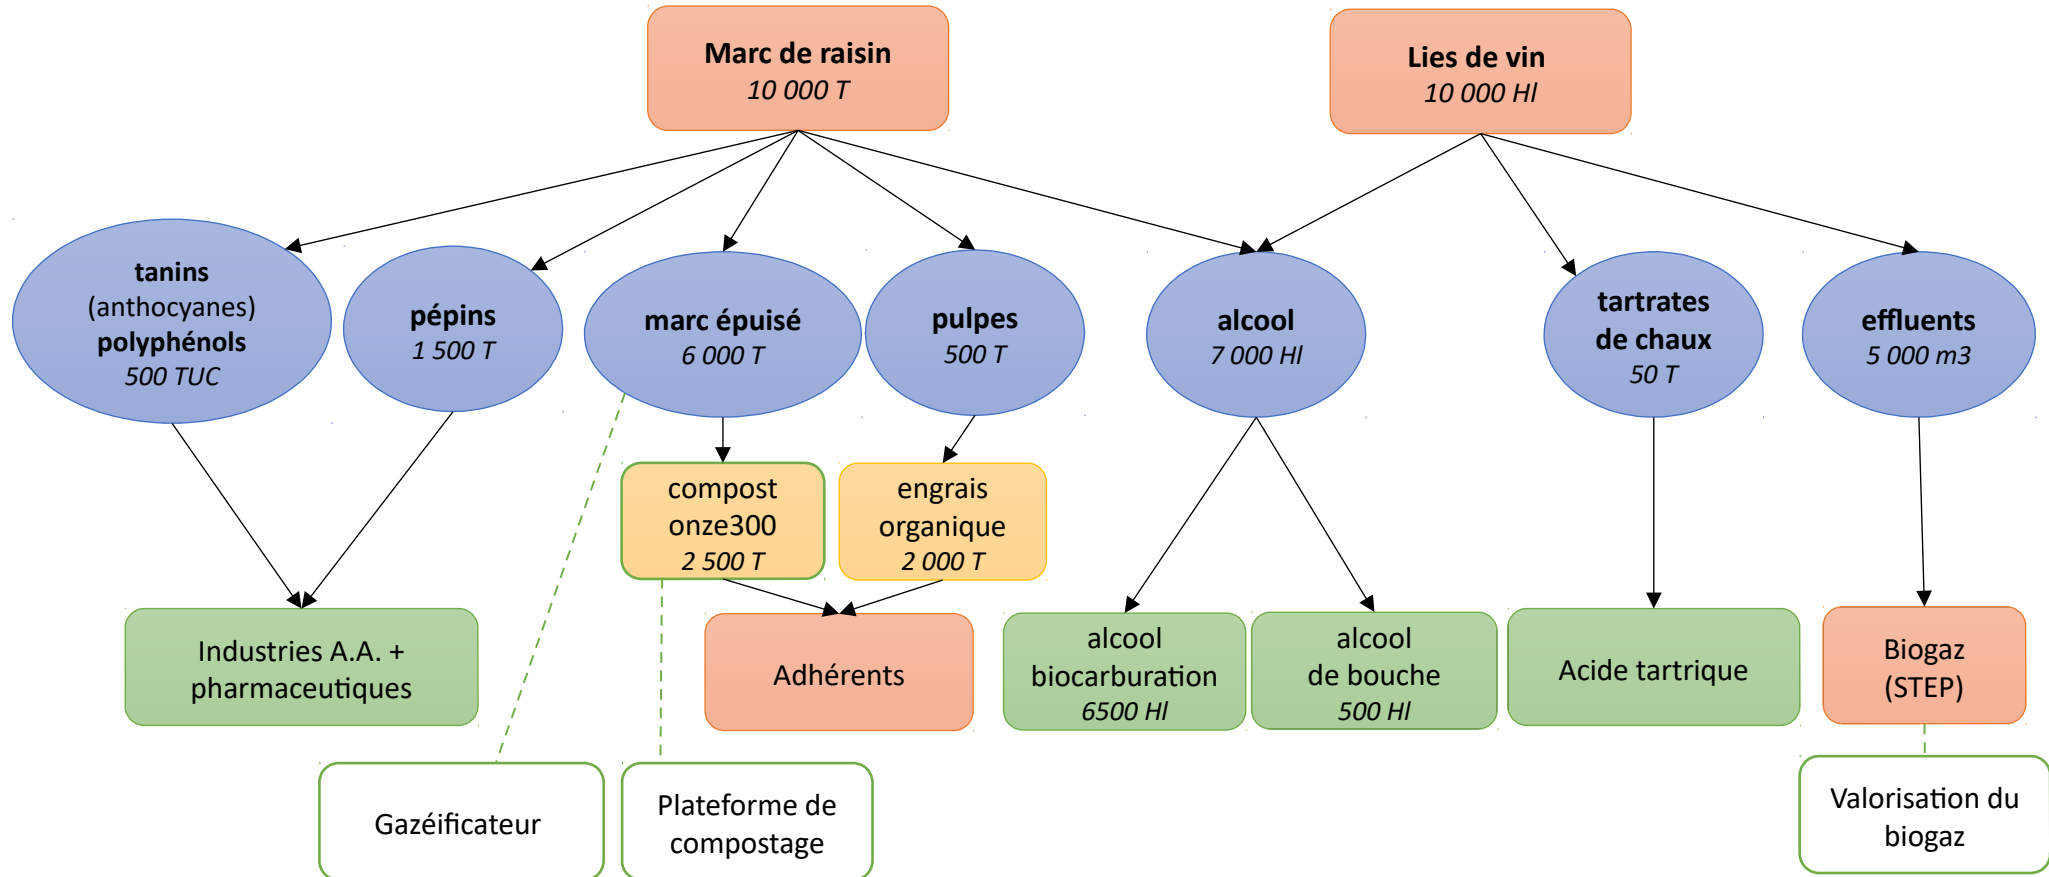 Marc de raisin
10 000 T
Lies de vin
10 000 Hl
tanins
(anthocyanes)
polyphénols
500 TUC
pépins
1 500 T
marc épuisé
6 000 T
pulpes
500 T
alcool
7 000 Hl
tartrates
de chaux
50 T
effluents
5 000 m3
compost
onze300
2 500 T
engrais
organique
2 000 T
Industries A.A. +
pharmaceutiques
Adhérents
alcool
biocarburation
6500 Hl
alcool
de bouche
500 Hl
Acide tartrique
Biogaz
(STEP)
Gazéificateur
Plateforme de
compostage
Valorisation du
biogaz